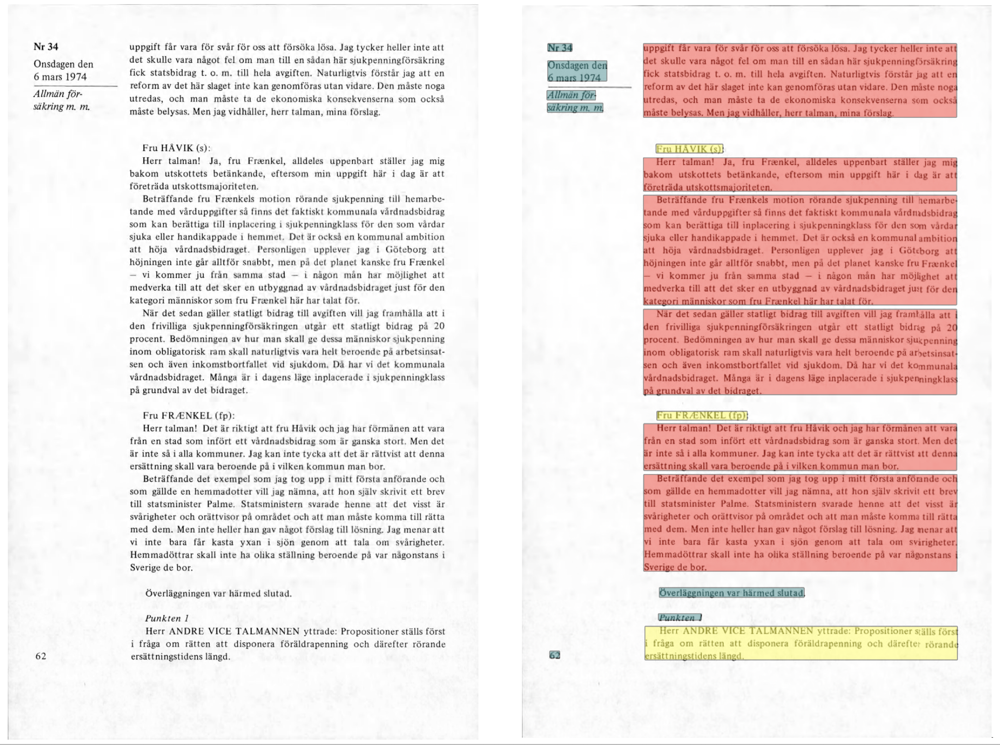 Nr 34
Onsdagen den
6 mars 1974
Allmän för-
säkring m. m.
uppgift får vara för svår för oss att försöka lösa. Jag tycker heller inte att
det skulle vara något fel om man till en sådan här sjukpenningförsäkring
fick statsbidrag t. o. m. till hela avgiften. Naturligtvis förstår jag att en
reform av det här slaget inte kan genomföras utan vidare. Den måste noga
utredas, och man måste ta de ekonomiska konsekvenserna som också
måste belysas. Men jag vidhåller, herr talman, mina förslag.
Fru HÅVIK (s):
Herr talman! Ja, fru Frænkel, alldeles uppenbart ställer jag mig
bakom utskottets betänkande, eftersom min uppgift här i dag är att
företräda utskottsmajoriteten.
Beträffande fru Frænkels motion rörande sjukpenning till hemarbe-
tande med vårduppgifter så finns det faktiskt kommunala vårdnadsbidrag
som kan berättiga till inplacering i sjukpenningklass för den som vårdar
sjuka eller handikappade i hemmet. Det är också en kommunal ambition
att höja vårdnadsbidraget. Personligen upplever jag i Göteborg att
höjningen inte går alltför snabbt, men på det planet kanske fru Frænkel
– vi kommer ju från samma stad – i någon mån har möjlighet att
medverka till att det sker en utbyggnad av vårdnadsbidraget just för den
kategori människor som fru Frænkel här har talat för.
När det sedan gäller statligt bidrag till avgiften vill jag framhålla att i
den frivilliga sjukpenningförsäkringen utgår ett statligt bidrag på 20
procent. Bedömningen av hur man skall ge dessa människor sjukpenning
inom obligatorisk ram skall naturligtvis vara helt beroende på arbetsinsat-
sen och även inkomstbortfallet vid sjukdom. Då har vi det kommunala
vårdnadsbidraget. Många är i dagens läge inplacerade i sjukpenningklass
på grundval av det bidraget.
Fru FRÆNKEL (fp):
Herr talman! Det är riktigt att fru Håvik och jag har förmånen att vara
från en stad som infört ett vårdnadsbidrag som är ganska stort. Men det
är inte så i alla kommuner. Jag kan inte tycka att det är rättvist att denna
ersättning skall vara beroende på i vilken kommun man bor.
Beträffande det exempel som jag tog upp i mitt första anförande och
som gällde en hemmadotter vill jag nämna, att hon själv skrivit ett brev
till statsminister Palme. Statsministern svarade henne att det visst är
svårigheter och orättvisor på området och att man måste komma till rätta
med dem. Men inte heller han gav något förslag till lösning. Jag menar att
vi inte bara får kasta yxan i sjön genom att tala om svårigheter.
Hemmadöttrar skall inte ha olika ställning beroende på var någonstans i
Sverige de bor.
Överläggningen var härmed slutad.
Punkten 1
Herr ANDRE VICE TALMANNEN yttrade: Propositioner ställs först
i fråga om rätten att disponera föräldrapenning och därefter rörande
ersättningstidens längd.
62
Nr 34
Onsdagen den
6 mars 1974
Allmän för-
säkring m. m.
uppgift får vara för svår för oss att försöka lösa. Jag tycker heller inte att
det skulle vara något fel om man till en sådan här sjukpenningförsäkring
fick statsbidrag t. o. m. till hela avgiften. Naturligtvis förstår jag att en
reform av det här slaget inte kan genomföras utan vidare. Den måste noga
utredas, och man måste ta de ekonomiska konsekvenserna som också
måste belysas. Men jag vidhåller, herr talman, mina förslag.
Fru HÅVIK (s):
Herr talman! Ja, fru Frænkel, alldeles uppenbart ställer jag mig
bakom utskottets betänkande, eftersom min uppgift här i dag är att
företräda utskottsmajoriteten.
Beträffande fru Frænkels motion rörande sjukpenning till hemarbe-
tande med vårduppgifter så finns det faktiskt kommunala vårdnadsbidrag
som kan berättiga till inplacering i sjukpenningklass för den som vårdar
sjuka eller handikappade i hemmet. Det är också en kommunal ambition
att höja vårdnadsbidraget. Personligen upplever jag i Göteborg att
höjningen inte går alltför snabbt, men på det planet kanske fru Frænkel
– vi kommer ju från samma stad – i någon mån har möjlighet att
medverka till att det sker en utbyggnad av vårdnadsbidraget just för den
kategori människor som fru Frænkel här har talat för.
När det sedan gäller statligt bidrag till avgiften vill jag framhålla att i
den frivilliga sjukpenningförsäkringen utgår ett statligt bidrag på 20
procent. Bedömningen av hur man skall ge dessa människor sjukpenning
inom obligatorisk ram skall naturligtvis vara helt beroende på arbetsinsat-
sen och även inkomstbortfallet vid sjukdom. Då har vi det kommunala
vårdnadsbidraget. Många är i dagens läge inplacerade i sjukpenningklass
på grundval av det bidraget.
Fru FRÆNKEL (fp):
Herr talman! Det är riktigt att fru Håvik och jag har förmånen att vara
från en stad som infört ett vårdnadsbidrag som är ganska stort. Men det
är inte så i alla kommuner. Jag kan inte tycka att det är rättvist att denna
ersättning skall vara beroende på i vilken kommun man bor.
Beträffande det exempel som jag tog upp i mitt första anförande och
som gällde en hemmadotter vill jag nämna, att hon själv skrivit ett brev
till statsminister Palme. Statsministern svarade henne att det visst är
svårigheter och orättvisor på området och att man måste komma till rätta
med dem. Men inte heller han gav något förslag till lösning. Jag menar att
vi inte bara får kasta yxan i sjön genom att tala om svårigheter.
Hemmadöttrar skall inte ha olika ställning beroende på var någonstans i
Sverige de bor.
Överläggningen var härmed slutad.
Punkten 1
Herr ANDRE VICE TALMANNEN yttrade: Propositioner ställs först
i fråga om rätten att disponera föräldrapenning och därefter rörande
ersättningstidens längd.
62